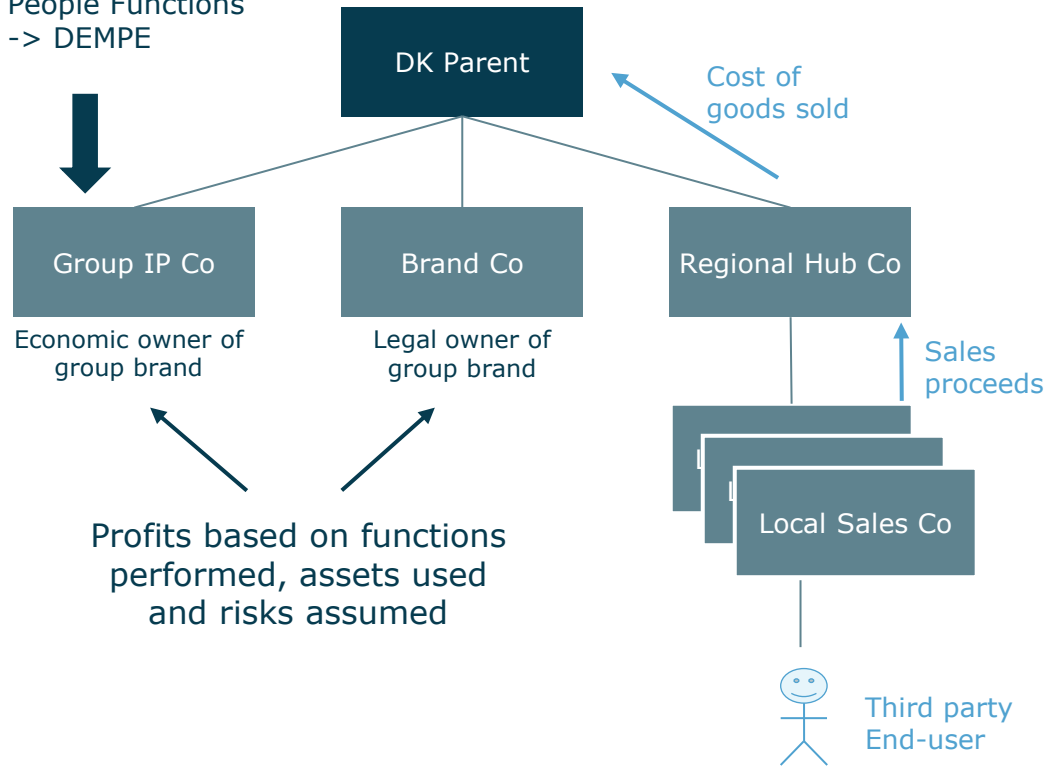 People Functions
-> DEMPE
DK Parent
Cost of
goods sold
Group IP Co
Brand Co
Regional Hub Co
Economic owner of
group brand
Legal owner of
group brand
Sales
proceeds
Profits based on functions
performed, assets used
and risks assumed
Local Sales Co
Third party
End-user